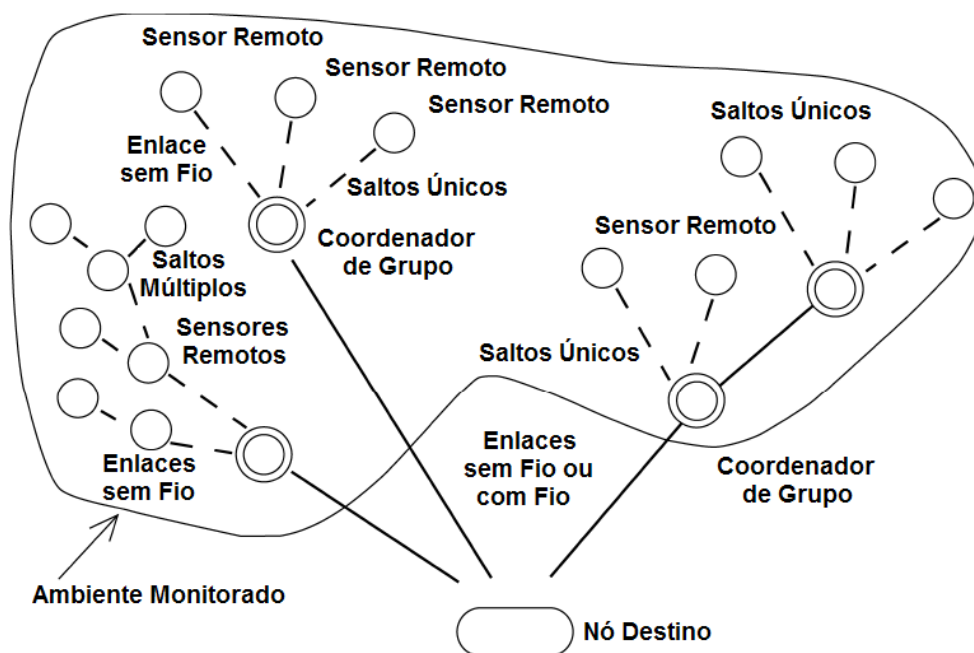 Sensor Remoto
Sensor Remoto
Sensor Remoto
Saltos Únicos
Enlace
sem Fio
Saltos Únicos
Coordenador
de Grupo
Sensor Remoto
Saltos
Múltiplos
Sensores
Remotos
Saltos Únicos
Enlaces
sem Fio
Enlaces
sem Fio ou
com Fio
Coordenador
de Grupo
Ambiente Monitorado
Nó Destino